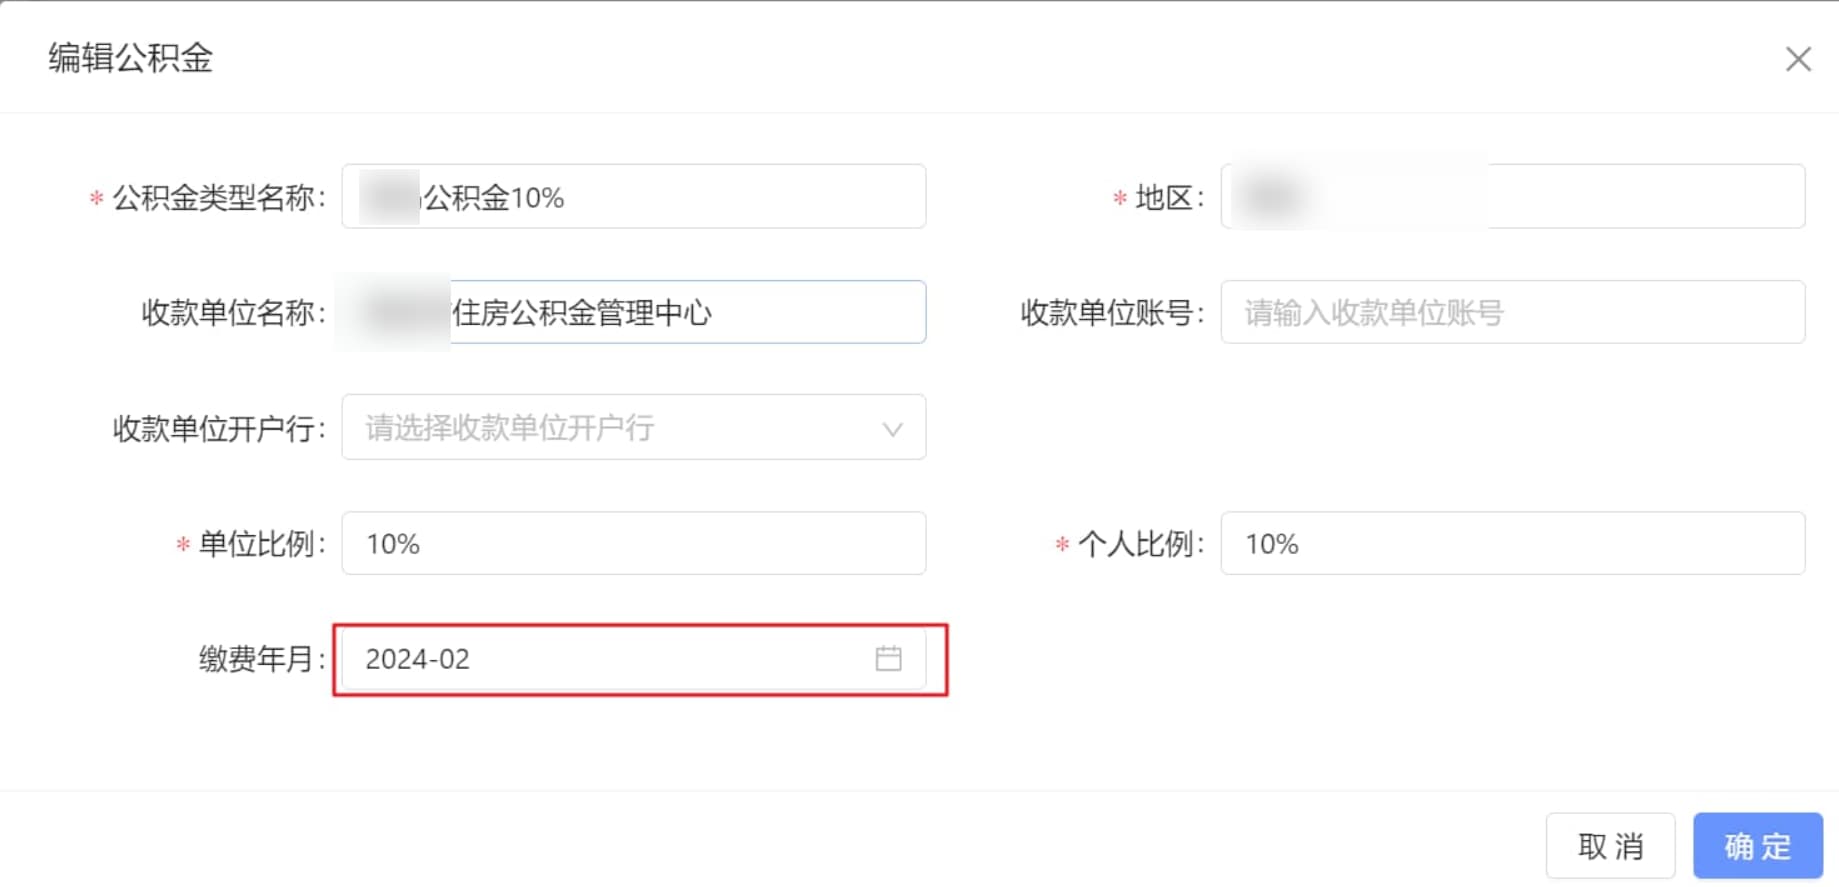 编辑公积金
* 公积金类型名称: 公积金10%
* 地区:
收款单位名称: 住房公积金管理中心
收款单位账号: 请输入收款单位账号
收款单位开户行: 请选择收款单位开户行
* 单位比例: 10%
* 个人比例: 10%
缴费年月: 2024-02
取 消
确 定